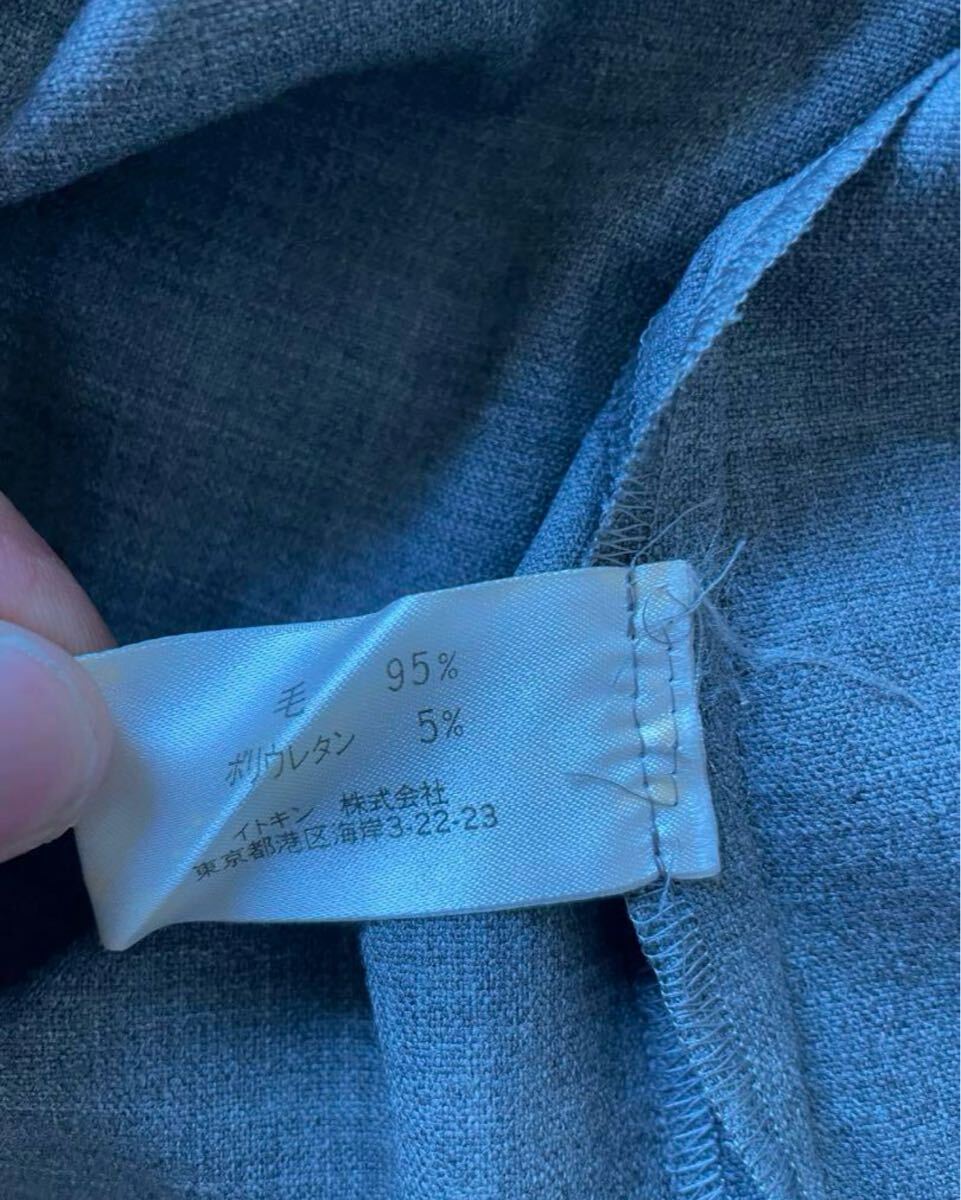 毛 95%
ポリウレタン 5%
イトキン 株式会社
東京都港区海岸3-22-23